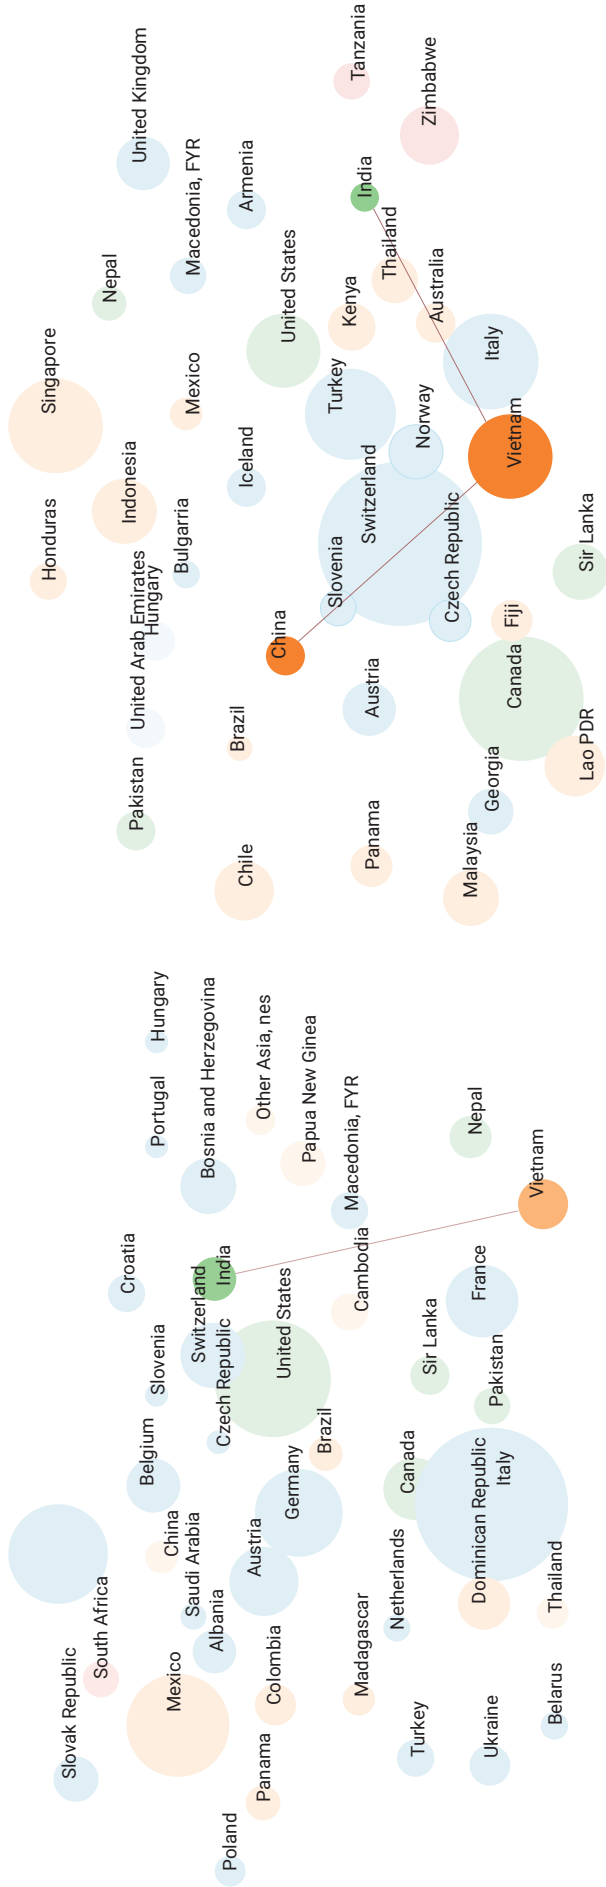 Tanzania
United Kingdom
Zimbabwe
Macedonia, FYR
Armenia
India
Nepal
United States
Thailand
Kenya
Australia
Singapore
Mexico
Turkey
Italy
Norway
Vietnam
Honduras
Indonesia
Iceland
Switzerland
Bulgarria
Slovenia
Czech Republic
Sir Lanka
United Arab Emirates
Hungary
China
Fiji
Canada
Brazil
Austria
Lao PDR
Pakistan
Georgia
Chile
Panama
Malaysia
Hungary
Portugal
Bosnia and Herzegovina
Other Asia, nes
Papua New Ginea
Macedonia, FYR
Nepal
Vietnam
Croatia
India
Switzerland
United States
Cambodia
France
Slovenia
Czech Republic
Sir Lanka
Pakistan
Belgium
Brazil
Germany
Canada
Italy
Dominican Republic
China
Saudi Arabia
Austria
Netherlands
Thailand
South Africa
Albania
Slovak Republic
Mexico
Colombia
Madagascar
Panama
Turkey
Ukraine
Belarus
Poland